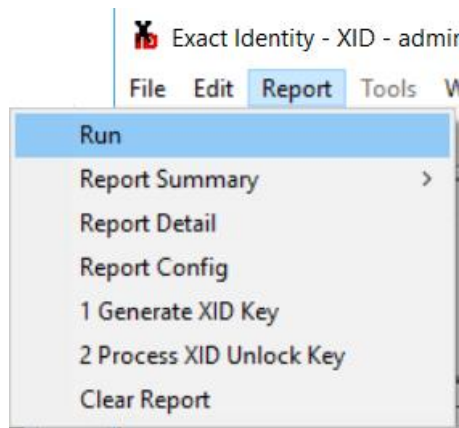 Exact Identity - XID - admin
File Edit Report Tools
Run
Report Summary
Report Detail
Report Config
1 Generate XID Key
2 Process XID Unlock Key
Clear Report